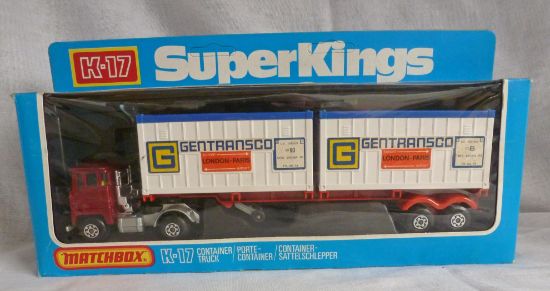 K-17 SuperKings
G GENTRANSCO
LONDON-PARIS
G GENTRANSCO
LONDON-PARIS
MATCHBOX K-17 CONTAINER TRUCK / PORTE-CONTAINER / CONTAINER-SATTELSCHLEPPER